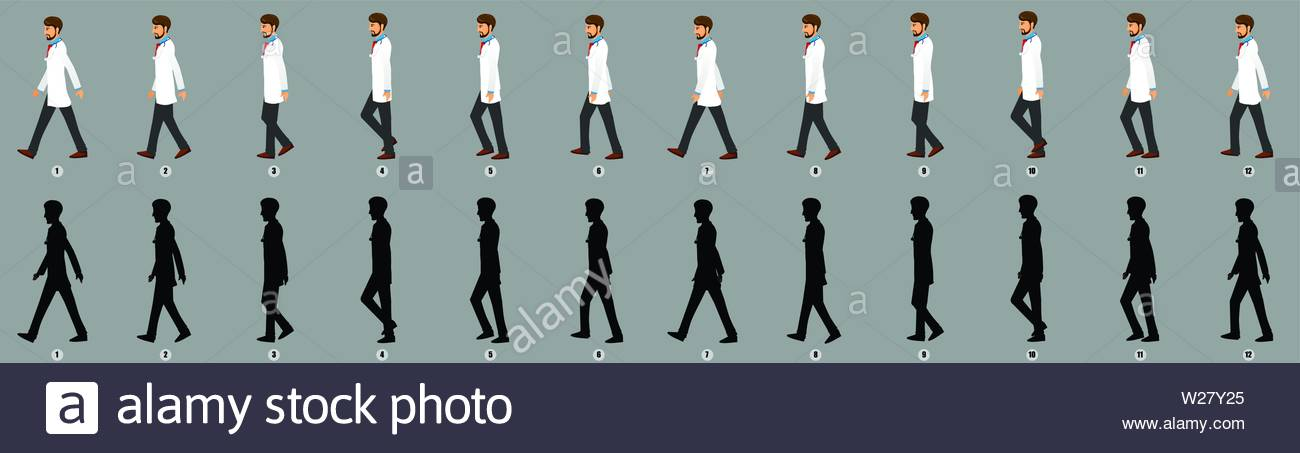 1 2 3 4 5 6 7 8 9 10 11 12
a a a a a a a
a
alamy
1 2 3 4 5 6 7 8 9 10 11 12
a alamy stock photo
W27Y25
www.alamy.com